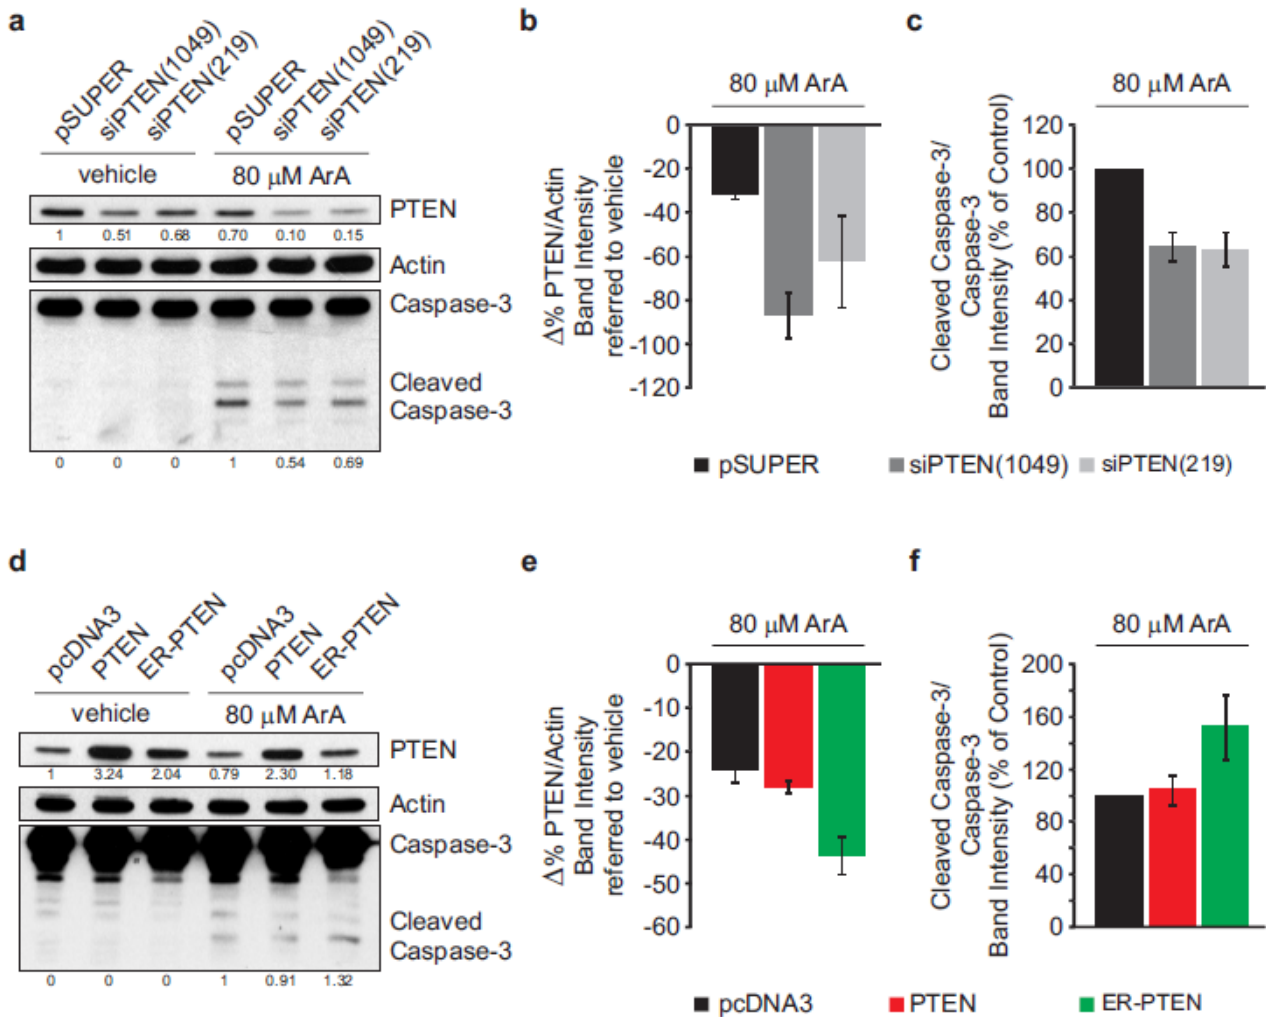 a
pSUPER
siPTEN(1049)
siPTEN(219)
pSUPER
siPTEN(1049)
siPTEN(219)
vehicle
80 μM ArA
PTEN
1 0.51 0.68 0.70 0.10 0.15
Actin
Caspase-3
Cleaved
Caspase-3
0 0 0 1 0.54 0.69
b
80 μM ArA
Δ% PTEN/Actin
Band Intensity
referred to vehicle
0
-20
-40
-60
-80
-100
-120
c
80 μM ArA
Cleaved Caspase-3/
Caspase-3
Band Intensity (% of Control)
120
100
80
60
40
20
0
pSUPER siPTEN(1049) siPTEN(219)
d
pcDNA3
PTEN
ER-PTEN
pcDNA3
PTEN
ER-PTEN
vehicle
80 μM ArA
PTEN
1 3.24 2.04 0.79 2.30 1.18
Actin
Caspase-3
Cleaved
Caspase-3
0 0 0 1 0.91 1.32
e
80 μM ArA
Δ% PTEN/Actin
Band Intensity
referred to vehicle
0
-10
-20
-30
-40
-50
-60
f
80 μM ArA
Cleaved Caspase-3/
Caspase-3
Band Intensity (% of Control)
200
160
120
80
40
0
pcDNA3 PTEN ER-PTEN